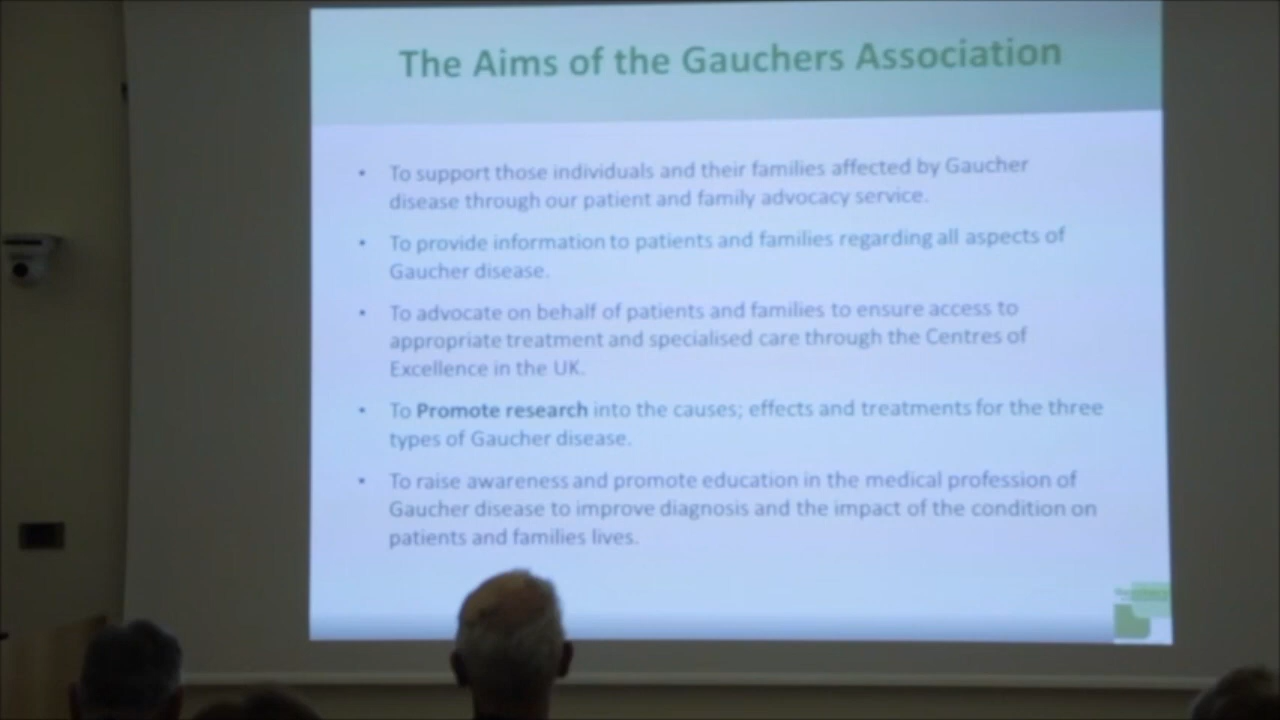 The Aims of the Gauchers Association
• To support those individuals and their families affected by Gaucher
disease through our patient and family advocacy service.
• To provide information to patients and families regarding all aspects of
Gaucher disease.
• To advocate on behalf of patients and families to ensure access to
appropriate treatment and specialised care through the Centres of
Excellence in the UK.
• To Promote research into the causes; effects and treatments for the three
types of Gaucher disease.
• To raise awareness and promote education in the medical profession of
Gaucher disease to improve diagnosis and the impact of the condition on
patients and families lives.